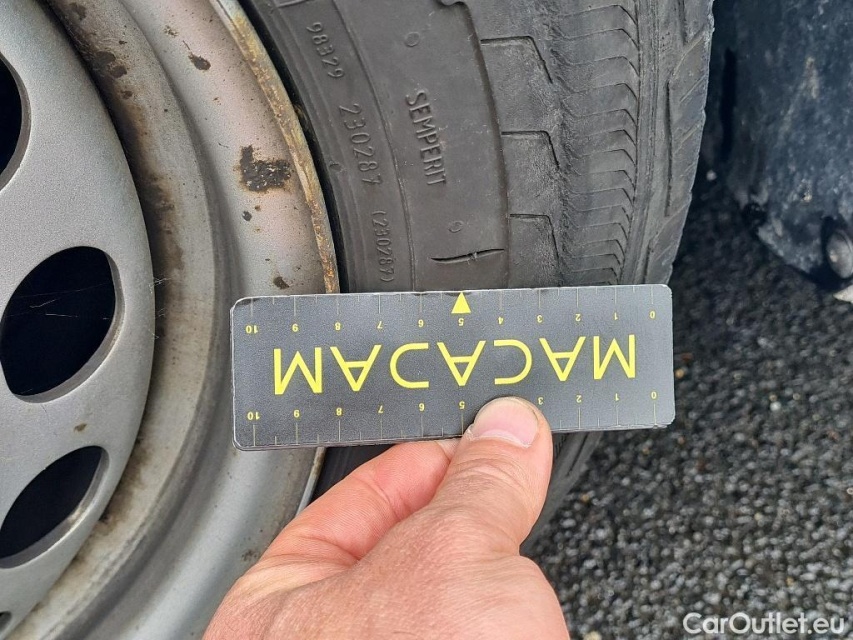 98329 230287 (230287)
SEMPERIT
0 1 2 3 4 5 6 7 8 9 10
MACADAM
0 1 2 3 5 6 7 8 9 10
CarOutlet.eu